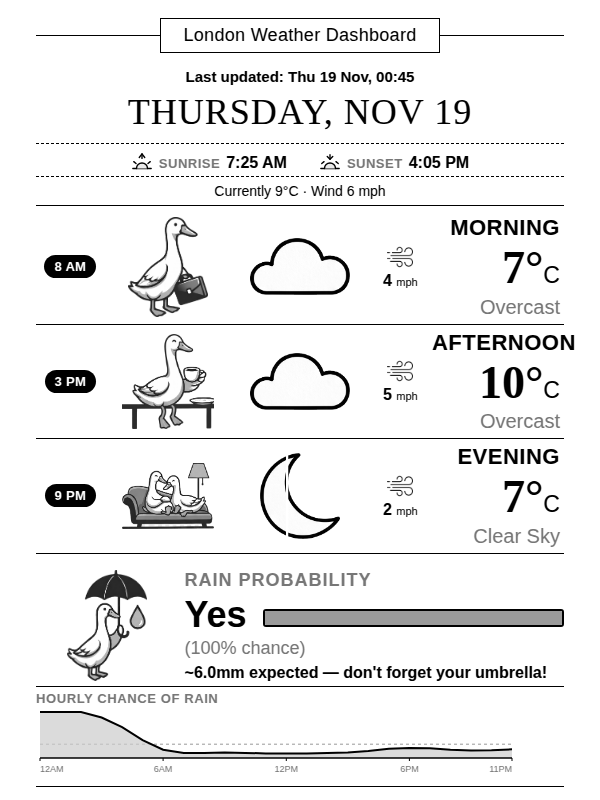 London Weather Dashboard
Last updated: Thu 19 Nov, 00:45
THURSDAY, NOV 19
SUNRISE 7:25 AM SUNSET 4:05 PM
Currently 9°C · Wind 6 mph
MORNING
8 AM
7°C
4 mph
Overcast
AFTERNOON
3 PM
10°C
5 mph
Overcast
EVENING
9 PM
7°C
2 mph
Clear Sky
RAIN PROBABILITY
Yes
(100% chance)
~6.0mm expected — don't forget your umbrella!
HOURLY CHANCE OF RAIN
12AM 6AM 12PM 6PM 11PM